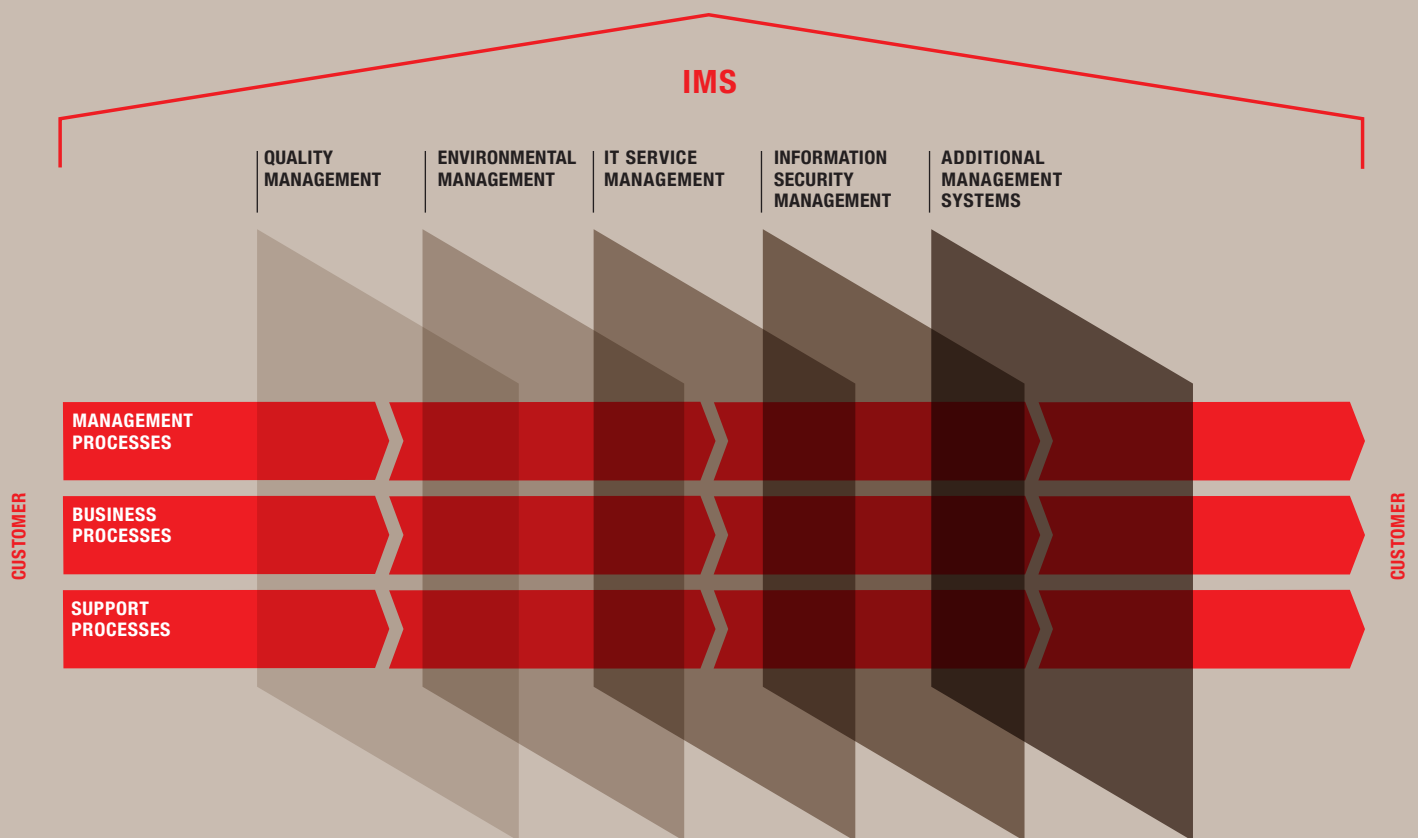 IMS
QUALITY
MANAGEMENT
ENVIRONMENTAL
MANAGEMENT
IT SERVICE
MANAGEMENT
INFORMATION
SECURITY
MANAGEMENT
ADDITIONAL
MANAGEMENT
SYSTEMS
MANAGEMENT
PROCESSES
BUSINESS
PROCESSES
SUPPORT
PROCESSES
CUSTOMER
CUSTOMER